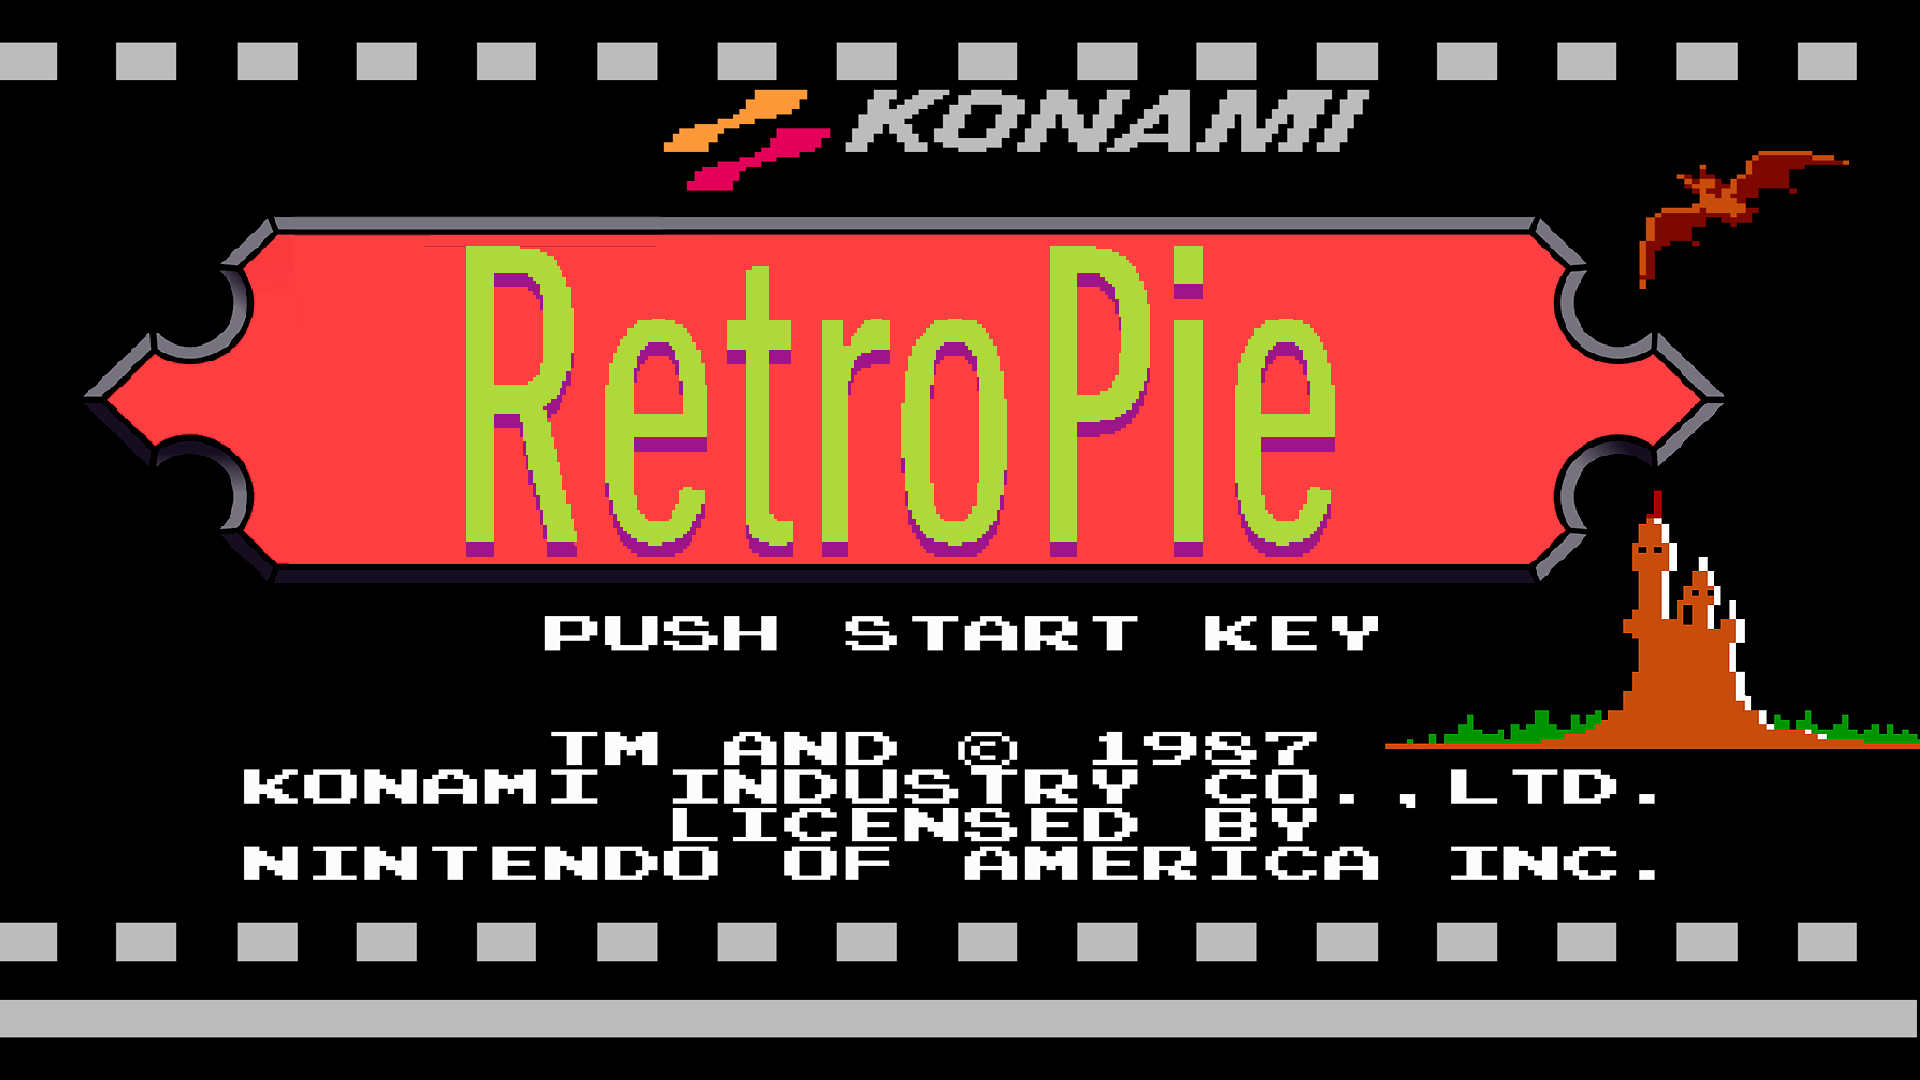 KONAMI
RetroPie
PUSH START KEY
TM AND © 1987
KONAMI INDUSTRY CO.,LTD.
LICENSED BY
NINTENDO OF AMERICA INC.